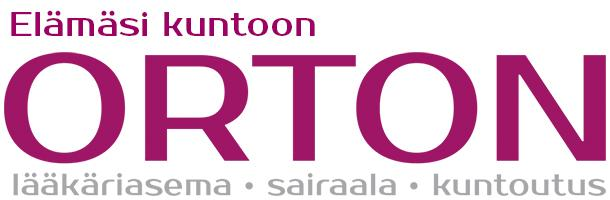 Elämäsi kuntoon
ORTON
lääkäriasema • sairaala • kuntoutus